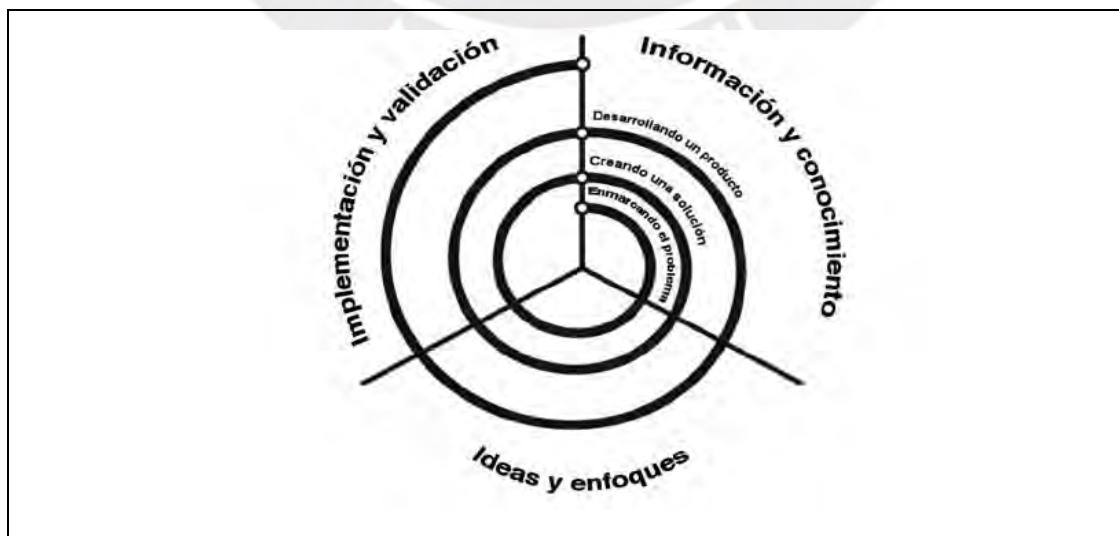 Implementación y validación
Información y conocimiento
Desarrollando un producto
Creando una solución
Enmarcando el problema
Ideas y enfoques